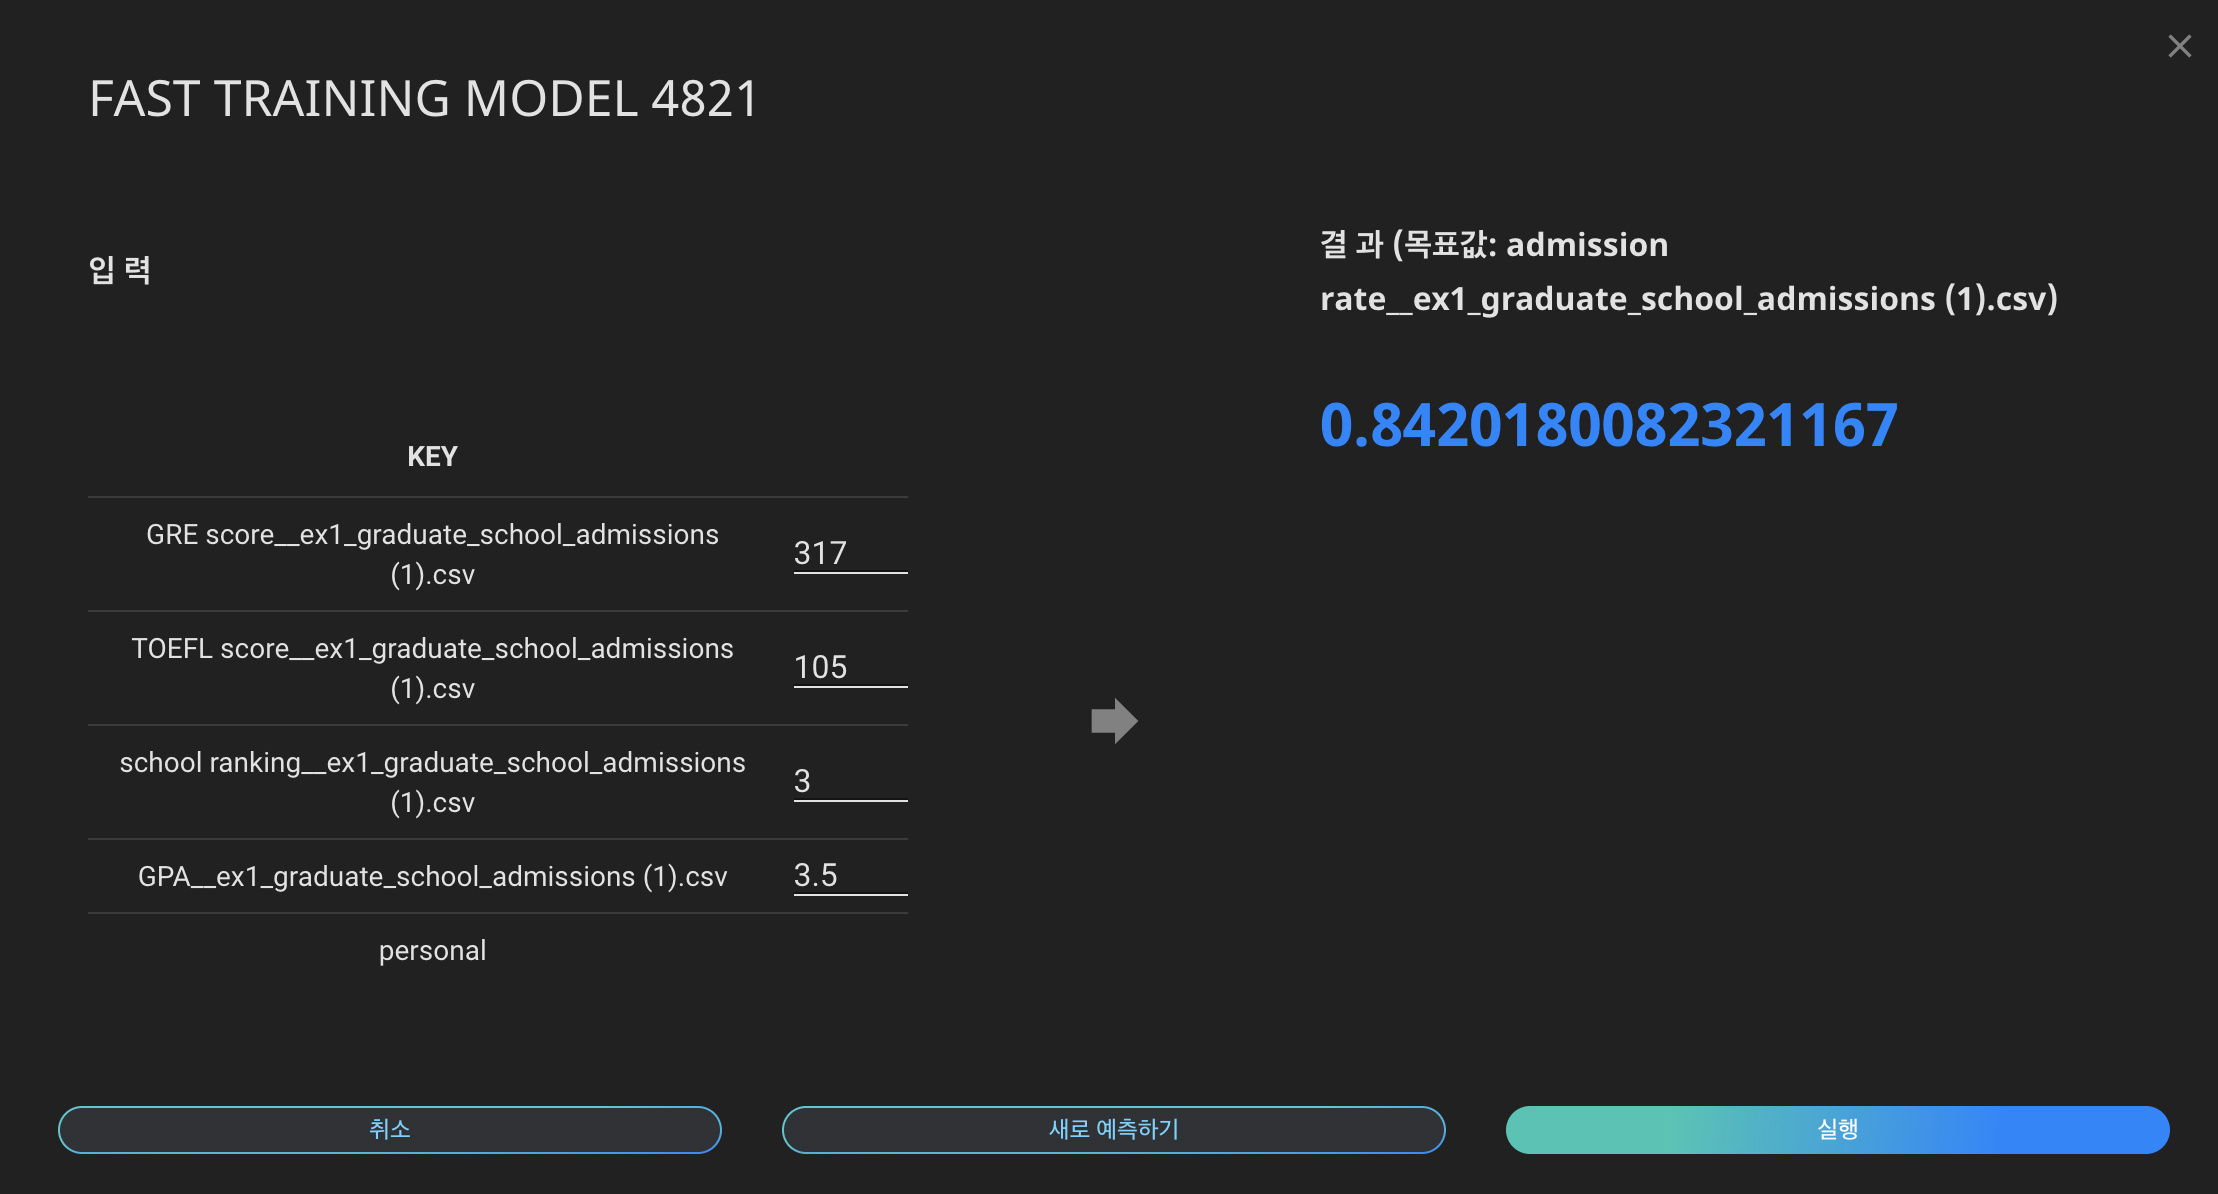 FAST TRAINING MODEL 4821
입 력
KEY
GRE score__ex1_graduate_school_admissions
(1).csv
317
TOEFL score__ex1_graduate_school_admissions
(1).csv
105
school ranking__ex1_graduate_school_admissions
(1).csv
3
GPA__ex1_graduate_school_admissions (1).csv
3.5
personal
결 과 (목표값: admission
rate__ex1_graduate_school_admissions (1).csv)
0.8420180082321167
취소
새로 예측하기
실행